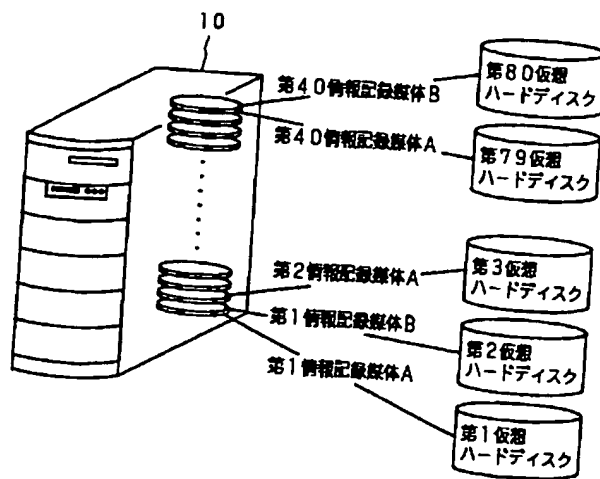 10
第40情報記録媒体B
第80仮想
ハードディスク
第40情報記録媒体A
第79仮想
ハードディスク
第2情報記録媒体A
第3仮想
ハードディスク
第1情報記録媒体B
第2仮想
ハードディスク
第1情報記録媒体A
第1仮想
ハードディスク